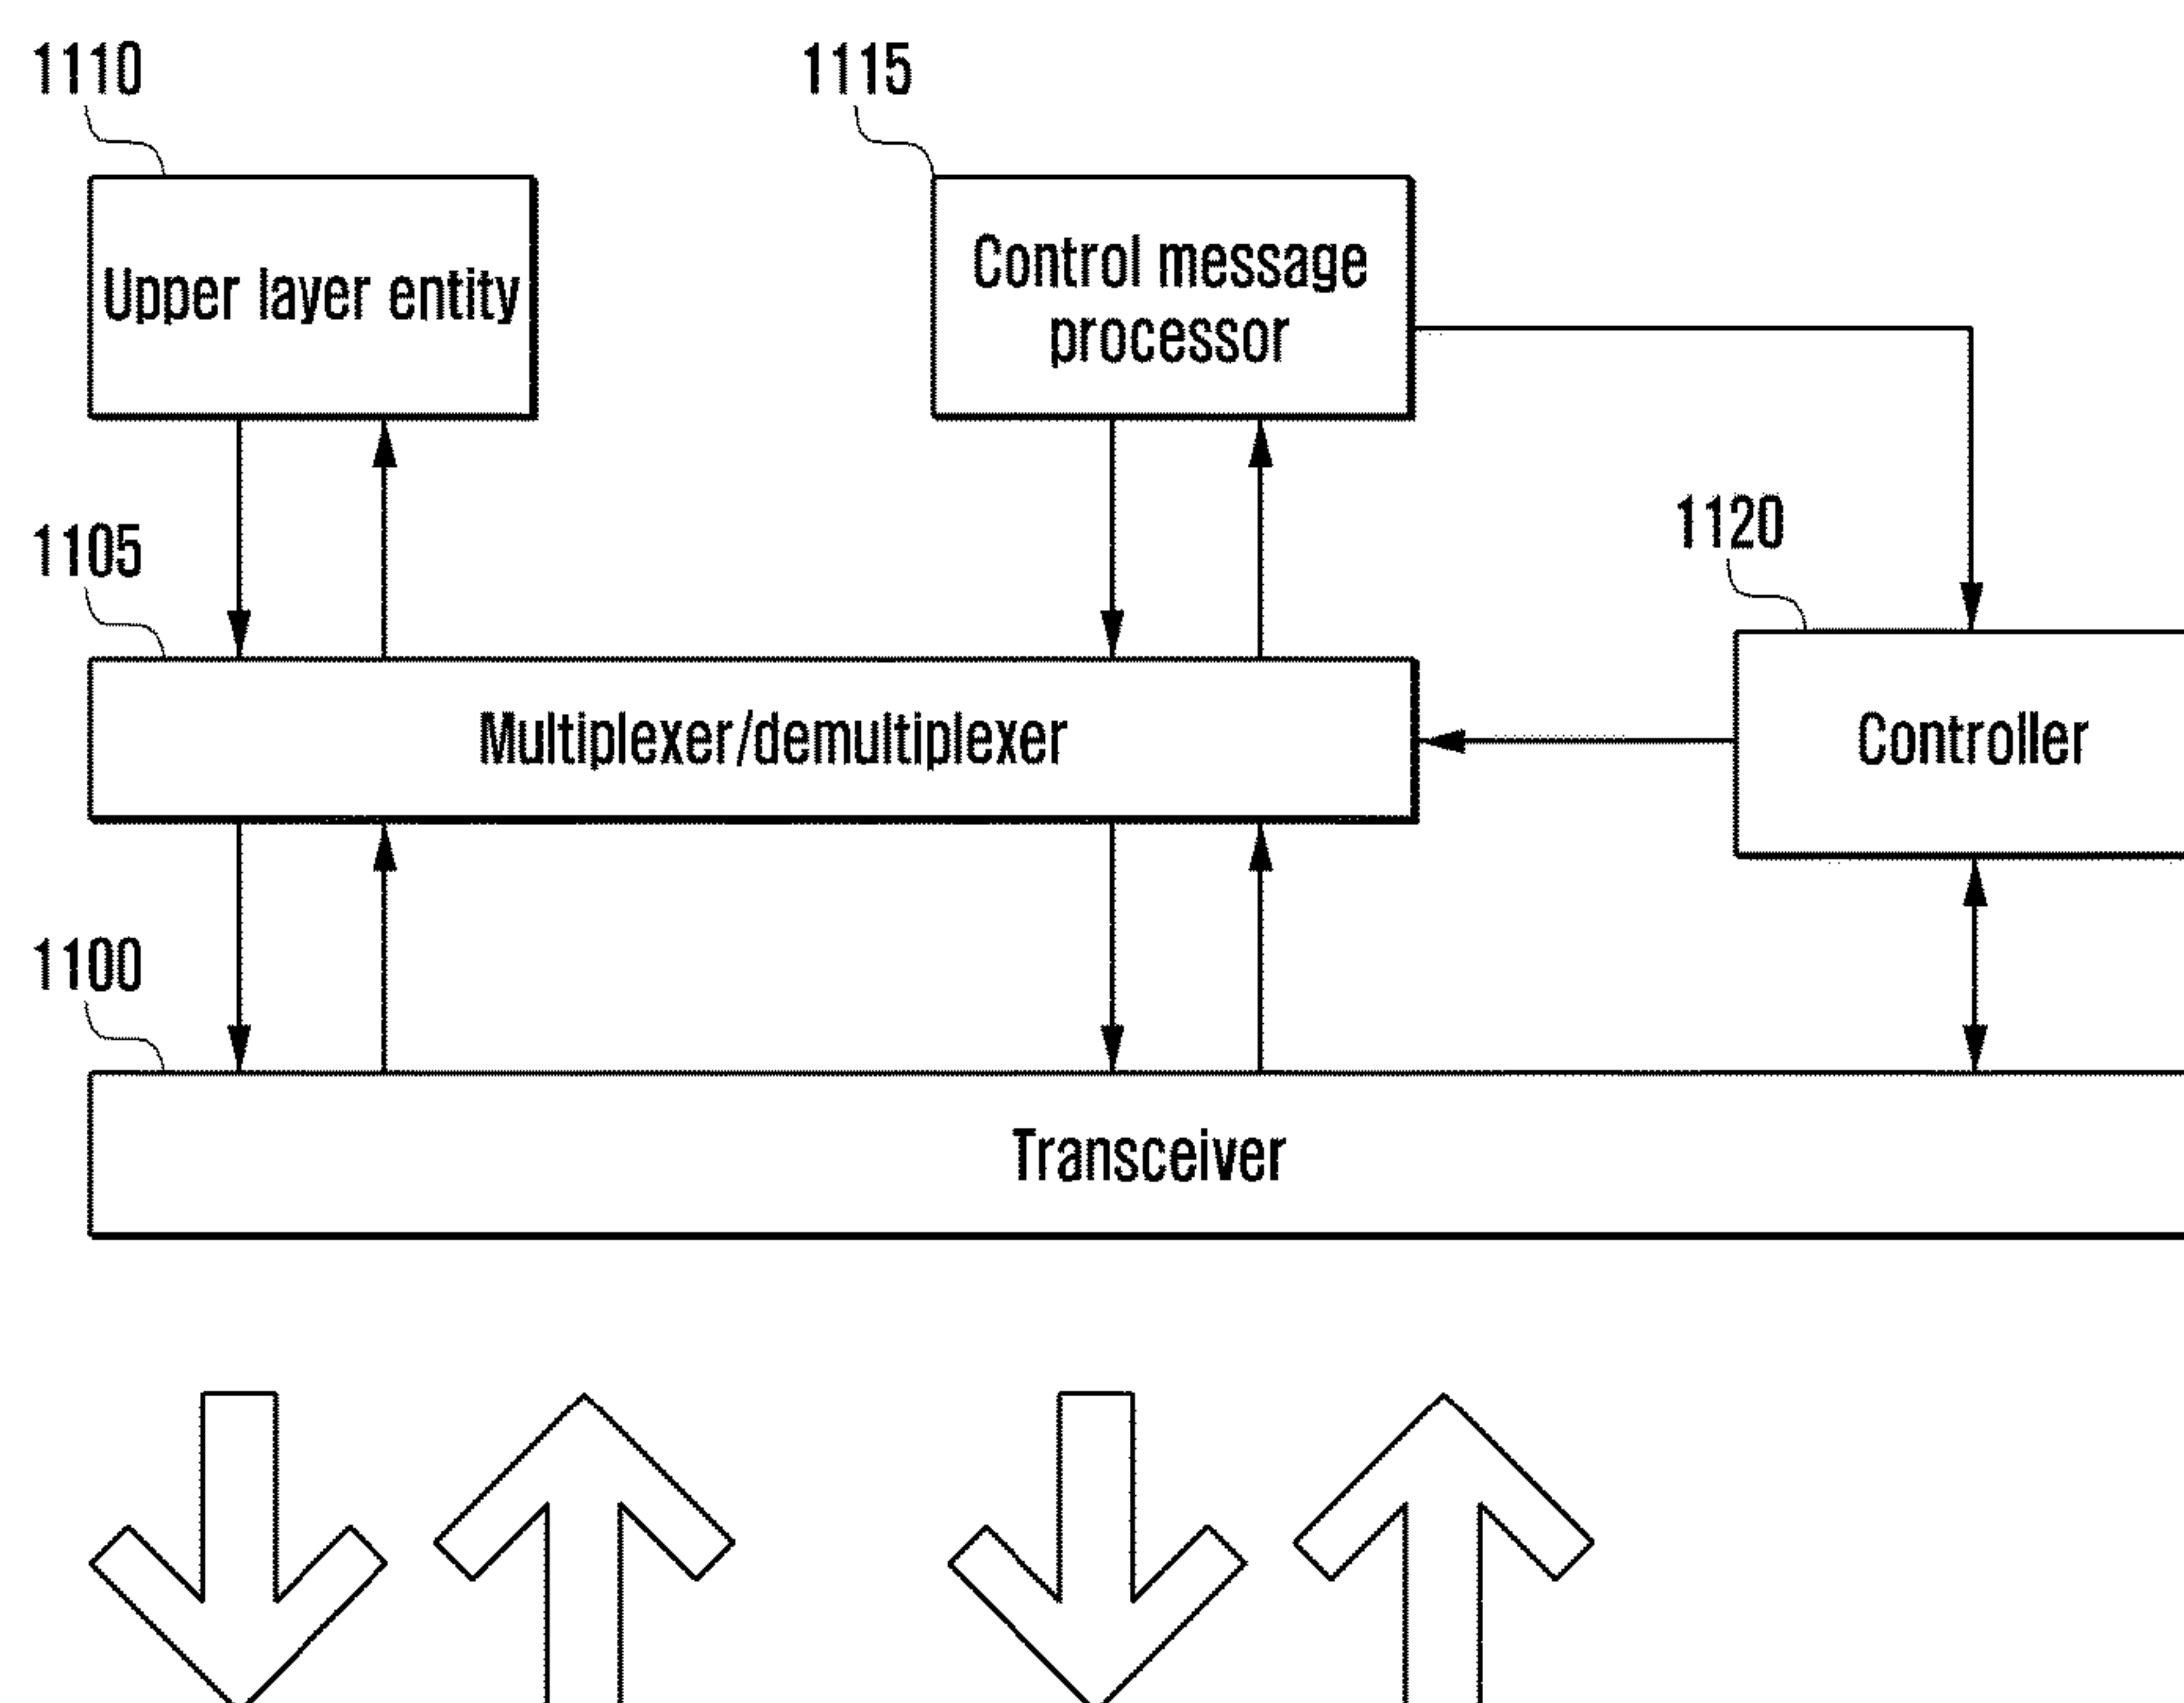 1110
1115
Upper layer entity
Control message
processor
1105
1120
Multiplexer/demultiplexer
Controller
1100
Transceiver